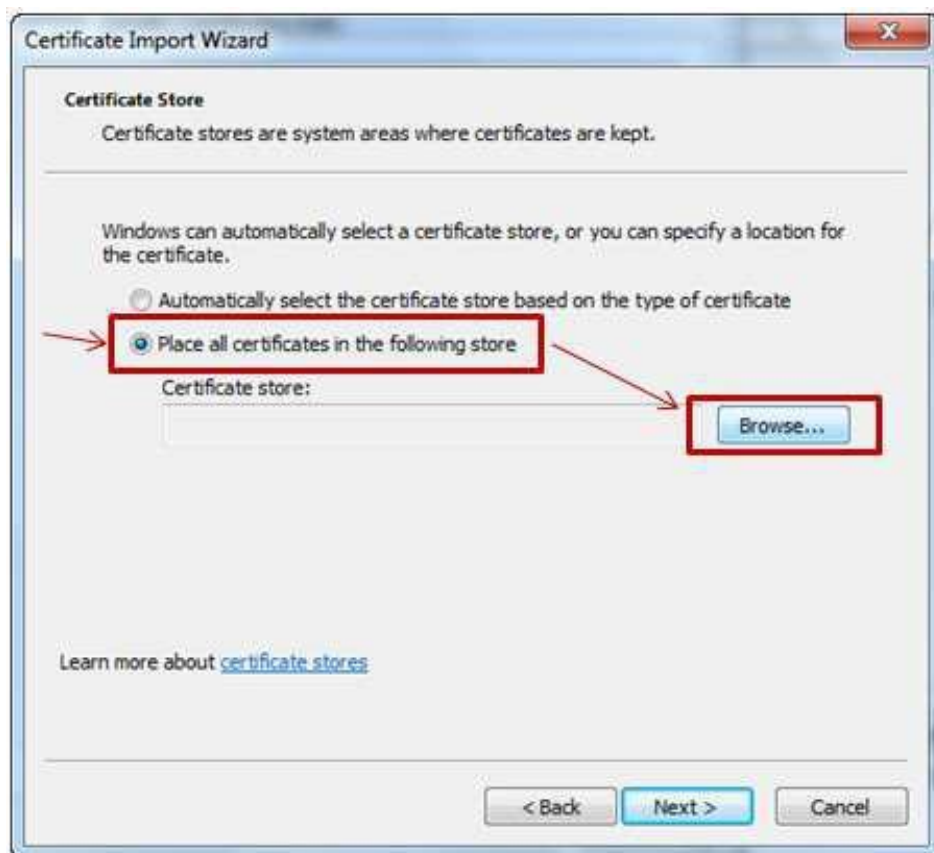 Certificate Import Wizard
Certificate Store
Certificate stores are system areas where certificates are kept.
Windows can automatically select a certificate store, or you can specify a location for
the certificate.
Automatically select the certificate store based on the type of certificate
Place all certificates in the following store
Certificate store:
Browse...
Learn more about certificate stores
< Back
Next >
Cancel